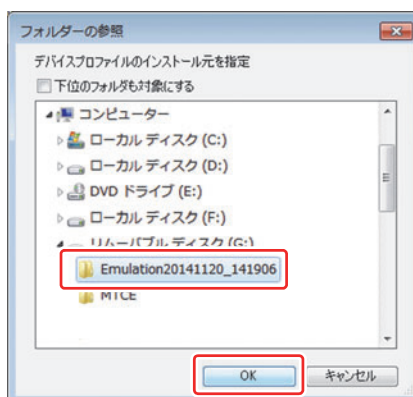 フォルダーの参照
デバイスプロファイルのインストール元を指定
下位のフォルダも対象にする
コンピューター
ローカル ディスク (C:)
ローカル ディスク (D:)
DVD ドライブ (E:)
ローカル ディスク (F:)
リムーバブル ディスク (G:)
Emulation20141120_141906
MTCE
OK
キャンセル